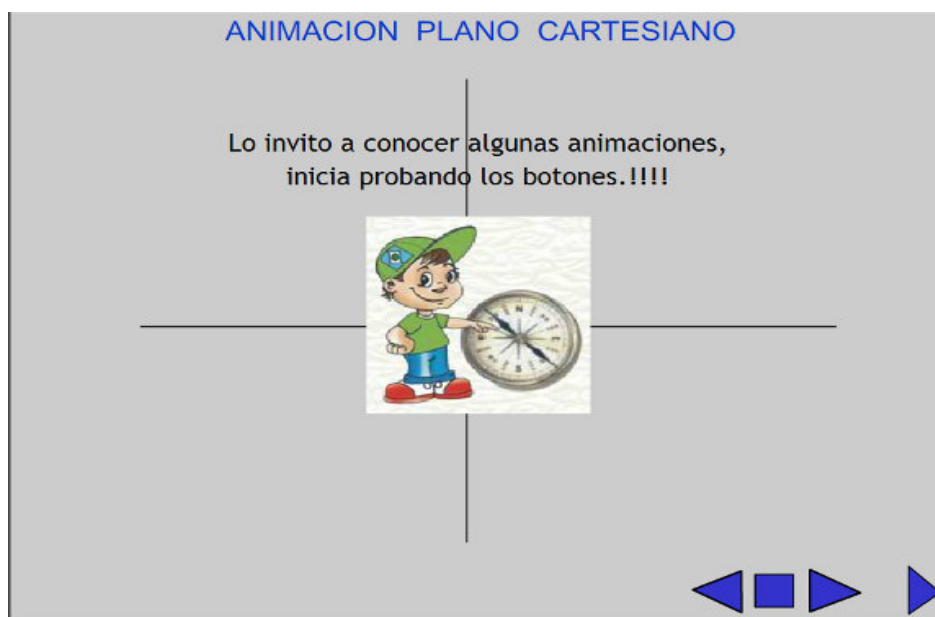 ANIMACION PLANO CARTESIANO
Lo invito a conocer algunas animaciones,
inicia probando los botones.!!!!
N
E
S